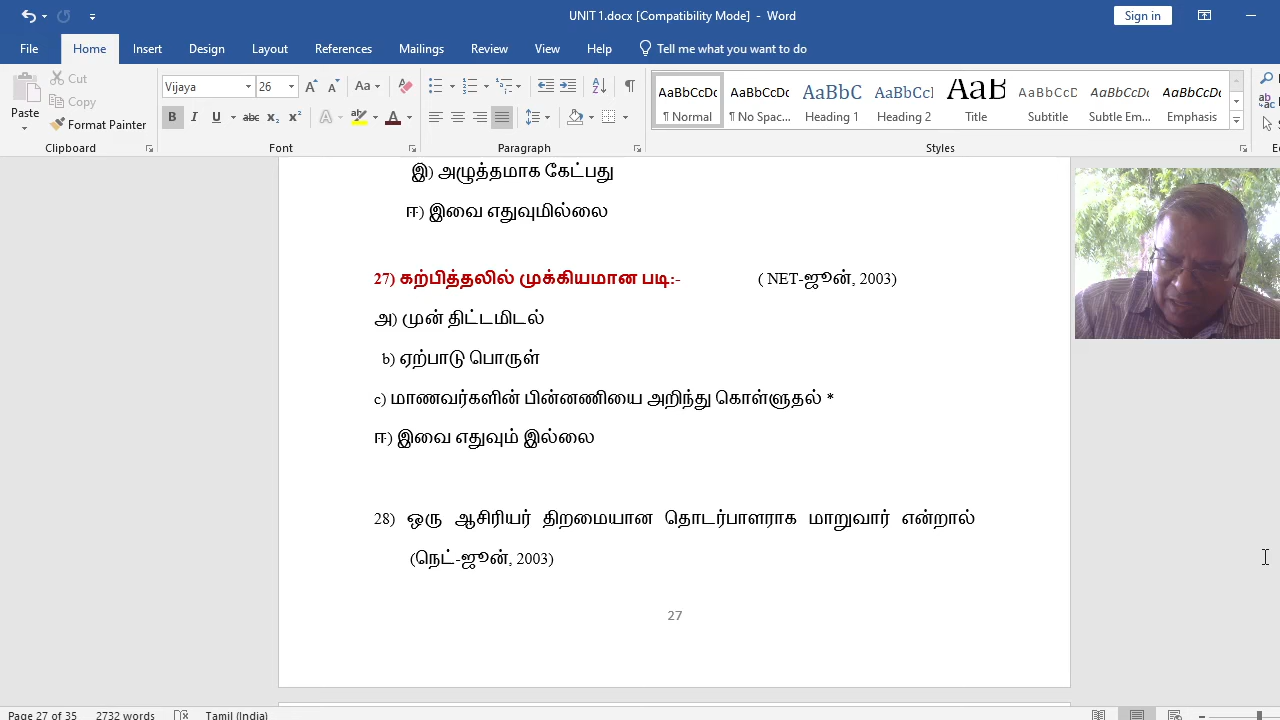 UNIT 1.docx [Compatibility Mode] - Word
Sign in
File Home Insert Design Layout References Mailings Review View Help Tell me what you want to do
Paste Cut Copy Format Painter
Vijaya 26
AaBbCcDc AaBbCcDc AaBbC AaBbCcI AaB AaBbCcD AaBbCcDc AaBbCcDc
¶ Normal ¶ No Spac... Heading 1 Heading 2 Title Subtitle Subtle Em... Emphasis
Clipboard Font Paragraph Styles
இ) அழுத்தமாக கேட்பது
ஈ) இவை எதுவுமில்லை
27) கற்பித்தலில் முக்கியமான படி:- ( NET-ஜூன், 2003)
அ) முன் திட்டமிடல்
b) ஏற்பாடு பொருள்
c) மாணவர்களின் பின்னணியை அறிந்து கொள்ளுதல் *
ஈ) இவை எதுவும் இல்லை
28) ஒரு ஆசிரியர் திறமையான தொடர்பாளராக மாறுவார் என்றால்
(நெட்-ஜூன், 2003)
27
Page 27 of 35 2732 words Tamil (India)